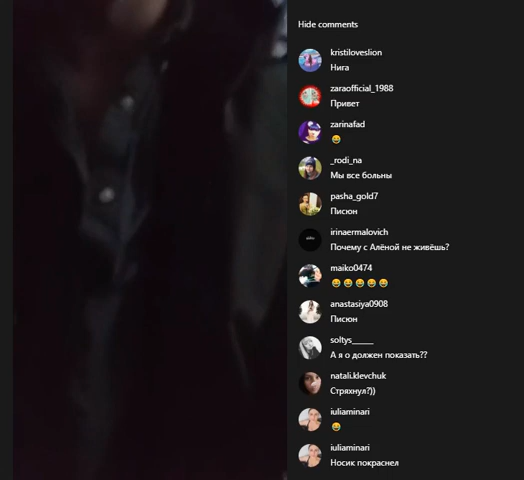 Hide comments
kristiloveslion
Нига
zaraofficial_1988
Привет
zarinafad
😂
_rodi_na
Мы все больны
pasha_gold7
Писюн
irinaermalovich
Почему с Алёной не живёшь?
maiko0474
😂😂😂😂😂
anastasiya0908
Писюн
soltys_____
А я о должен показать??
natali.klevchuk
Стряхнул?))
iuliaminari
😂
iuliaminari
Носик покраснел